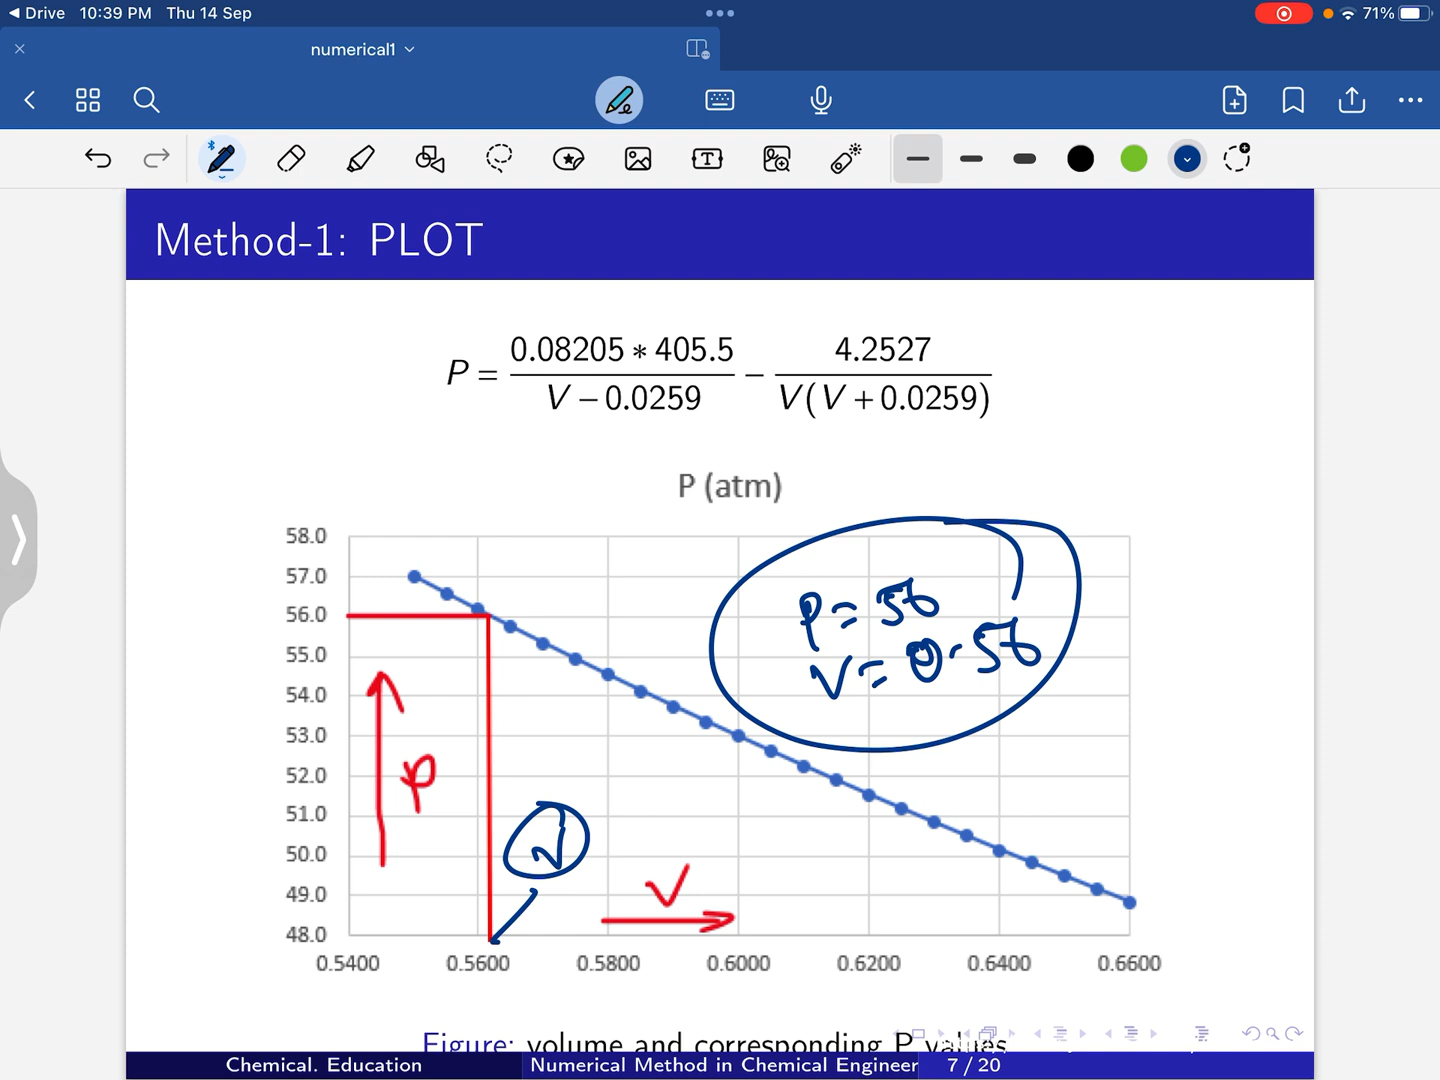 Drive 10:39 PM Thu 14 Sep 71%
numerical1
Method-1: PLOT
P = 0.08205 ∗ 405.5 / V − 0.0259 − 4.2527 / V(V + 0.0259)
P (atm)
58.0
57.0
56.0
55.0
54.0
53.0
52.0
51.0
50.0
49.0
48.0
P = 56
V = 0.56
P
V
V
0.5400 0.5600 0.5800 0.6000 0.6200 0.6400 0.6600
Figure: volume and corresponding P values
Chemical. Education Numerical Method in Chemical Engineer 7 / 20